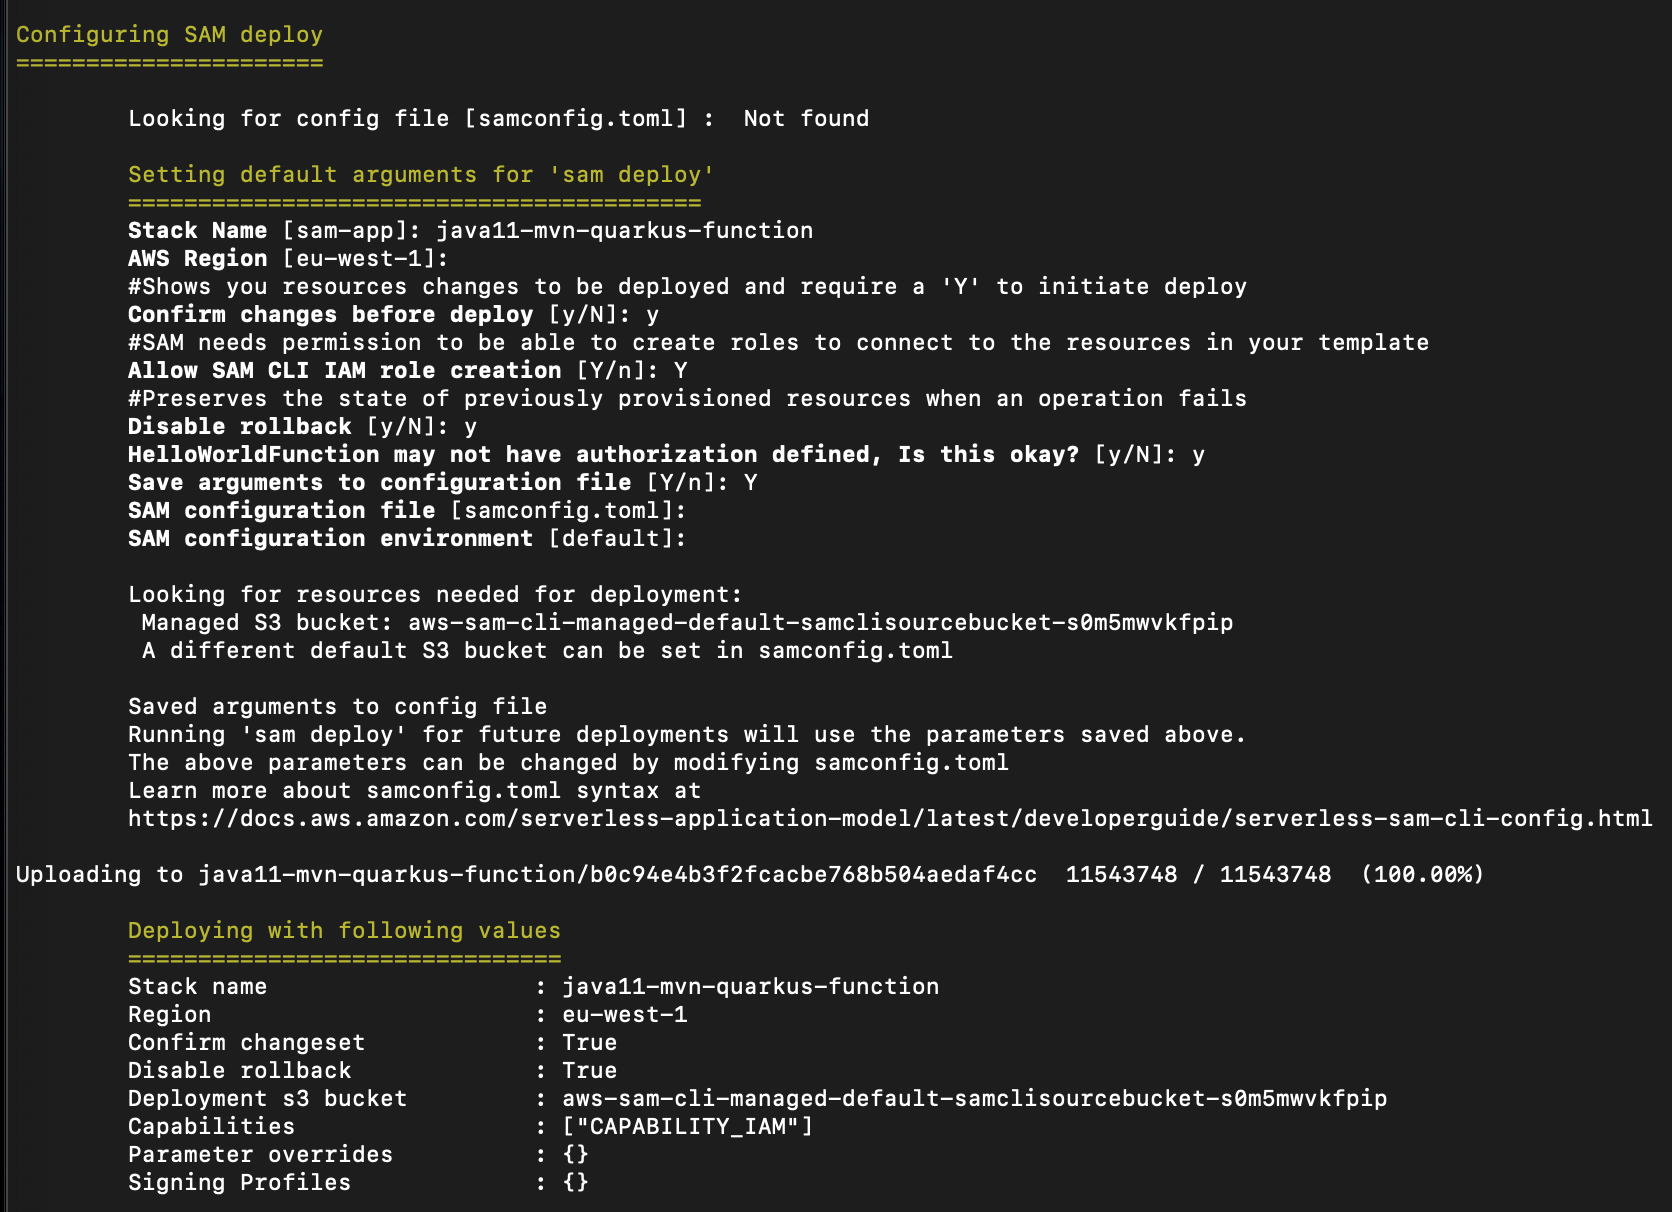 Configuring SAM deploy
======================
Looking for config file [samconfig.toml] :  Not found
Setting default arguments for 'sam deploy'
=========================================
Stack Name [sam-app]: java11-mvn-quarkus-function
AWS Region [eu-west-1]:
#Shows you resources changes to be deployed and require a 'Y' to initiate deploy
Confirm changes before deploy [y/N]: y
#SAM needs permission to be able to create roles to connect to the resources in your template
Allow SAM CLI IAM role creation [Y/n]: Y
#Preserves the state of previously provisioned resources when an operation fails
Disable rollback [y/N]: y
HelloWorldFunction may not have authorization defined, Is this okay? [y/N]: y
Save arguments to configuration file [Y/n]: Y
SAM configuration file [samconfig.toml]:
SAM configuration environment [default]:
Looking for resources needed for deployment:
Managed S3 bucket: aws-sam-cli-managed-default-samclisourcebucket-s0m5mwvkfpip
A different default S3 bucket can be set in samconfig.toml
Saved arguments to config file
Running 'sam deploy' for future deployments will use the parameters saved above.
The above parameters can be changed by modifying samconfig.toml
Learn more about samconfig.toml syntax at
https://docs.aws.amazon.com/serverless-application-model/latest/developerguide/serverless-sam-cli-config.html
Uploading to java11-mvn-quarkus-function/b0c94e4b3f2fcacbe768b504aedaf4cc  11543748 / 11543748  (100.00%)
Deploying with following values
===============================
Stack name                   : java11-mvn-quarkus-function
Region                       : eu-west-1
Confirm changeset            : True
Disable rollback             : True
Deployment s3 bucket         : aws-sam-cli-managed-default-samclisourcebucket-s0m5mwvkfpip
Capabilities                 : ["CAPABILITY_IAM"]
Parameter overrides          : {}
Signing Profiles             : {}